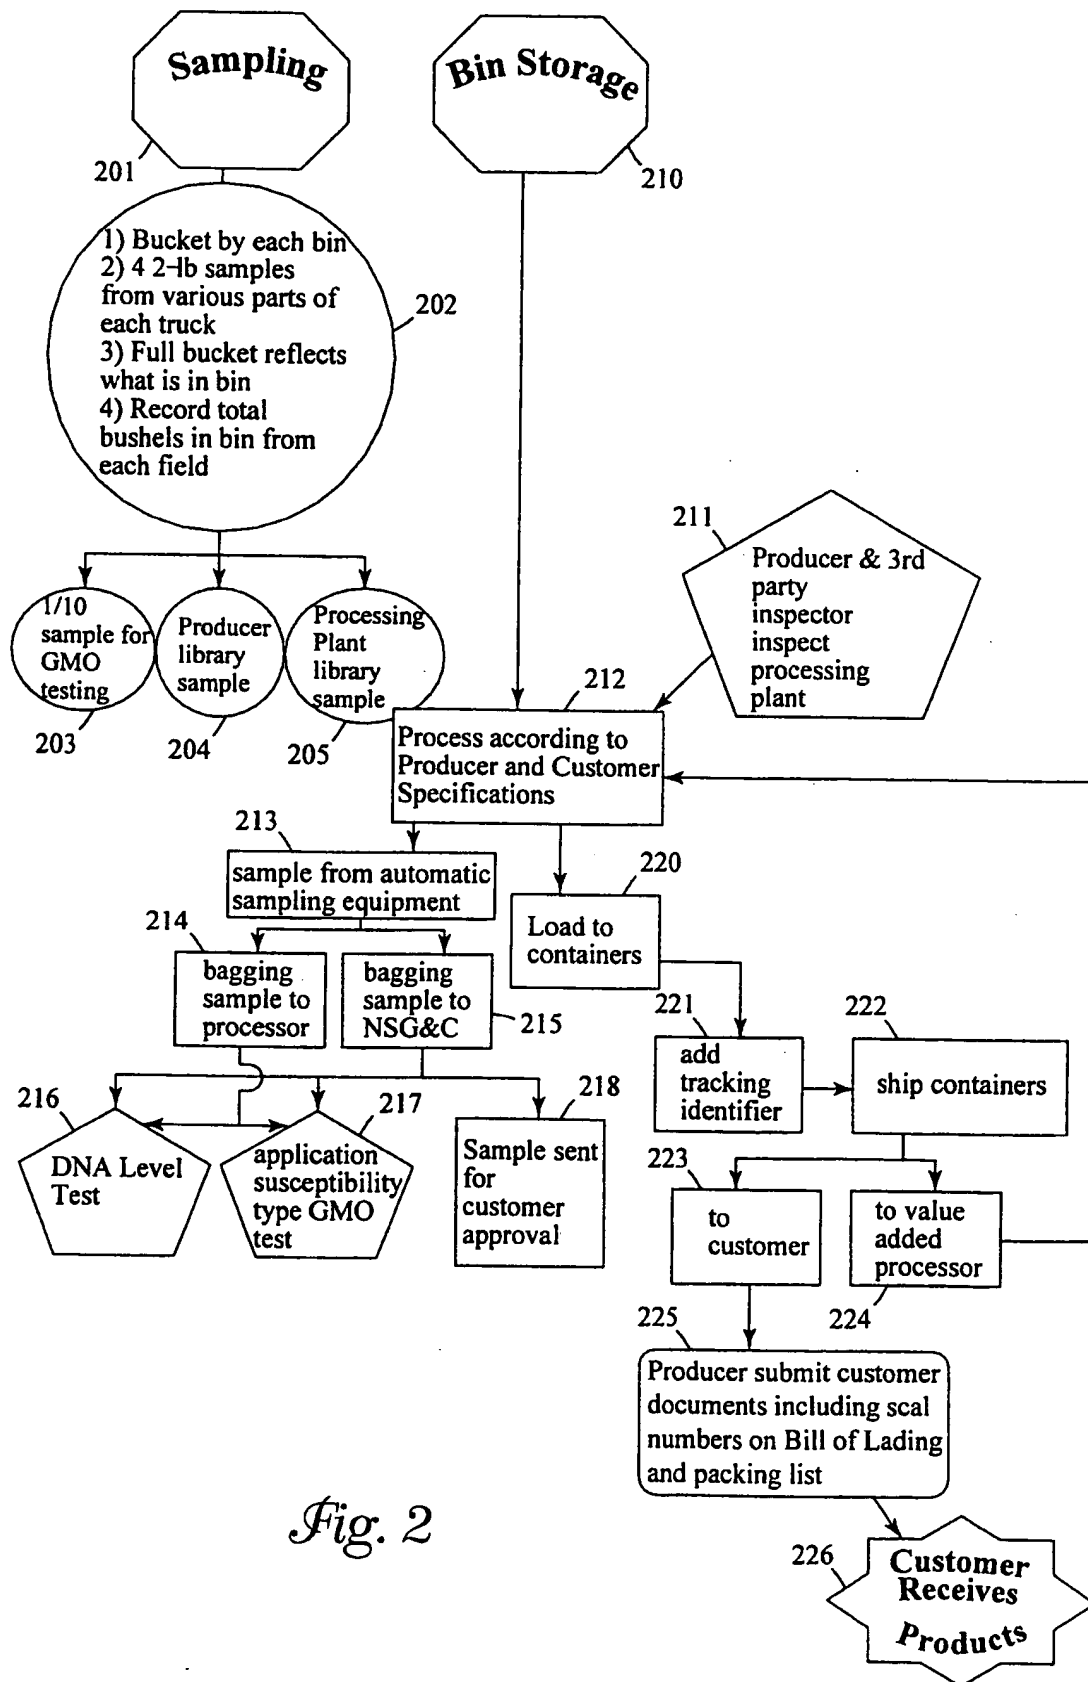 Sampling
Bin Storage
201
210
1) Bucket by each bin
2) 4 2-lb samples
from various parts of
each truck
3) Full bucket reflects
what is in bin
4) Record total
bushels in bin from
each field
202
211
Producer & 3rd
party
inspector
inspect
processing
plant
1/10
sample for
GMO
testing
Producer
library
sample
Processing
Plant
library
sample
203
204
205
212
Process according to
Producer and Customer
Specifications
213
sample from automatic
sampling equipment
220
Load to
containers
214
bagging
sample to
processor
bagging
sample to
NSG&C
215
221
add
tracking
identifier
222
ship containers
216
DNA Level
Test
217
application
susceptibility
type GMO
test
218
Sample sent
for
customer
approval
223
to
customer
to value
added
processor
224
225
Producer submit customer
documents including scal
numbers on Bill of Lading
and packing list
Fig. 2
226
Customer
Receives
Products